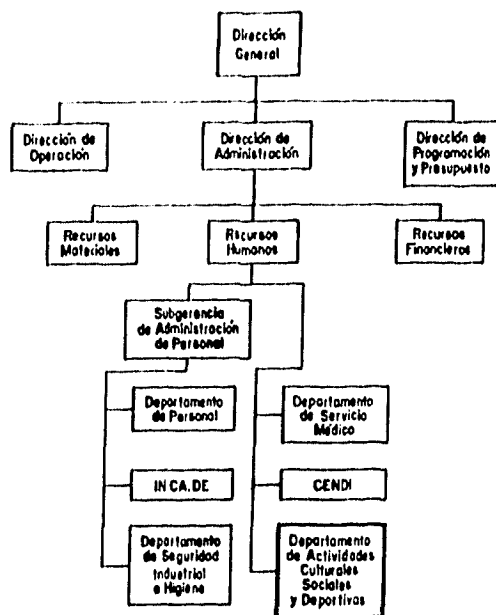 Dirección
General
Dirección de
Operación
Dirección de
Administración
Dirección de
Programación
y Presupuesto
Recursos
Materiales
Recursos
Humanos
Recursos
Financieros
Subgerencia
de Administración
de Personal
Departamento
de Personal
Departamento
de Servicio
Médico
IN CA.DE
CENDI
Departamento
de Seguridad
Industrial
e Higiene
Departamento
de Actividades
Culturales
Sociales
y Deportivas